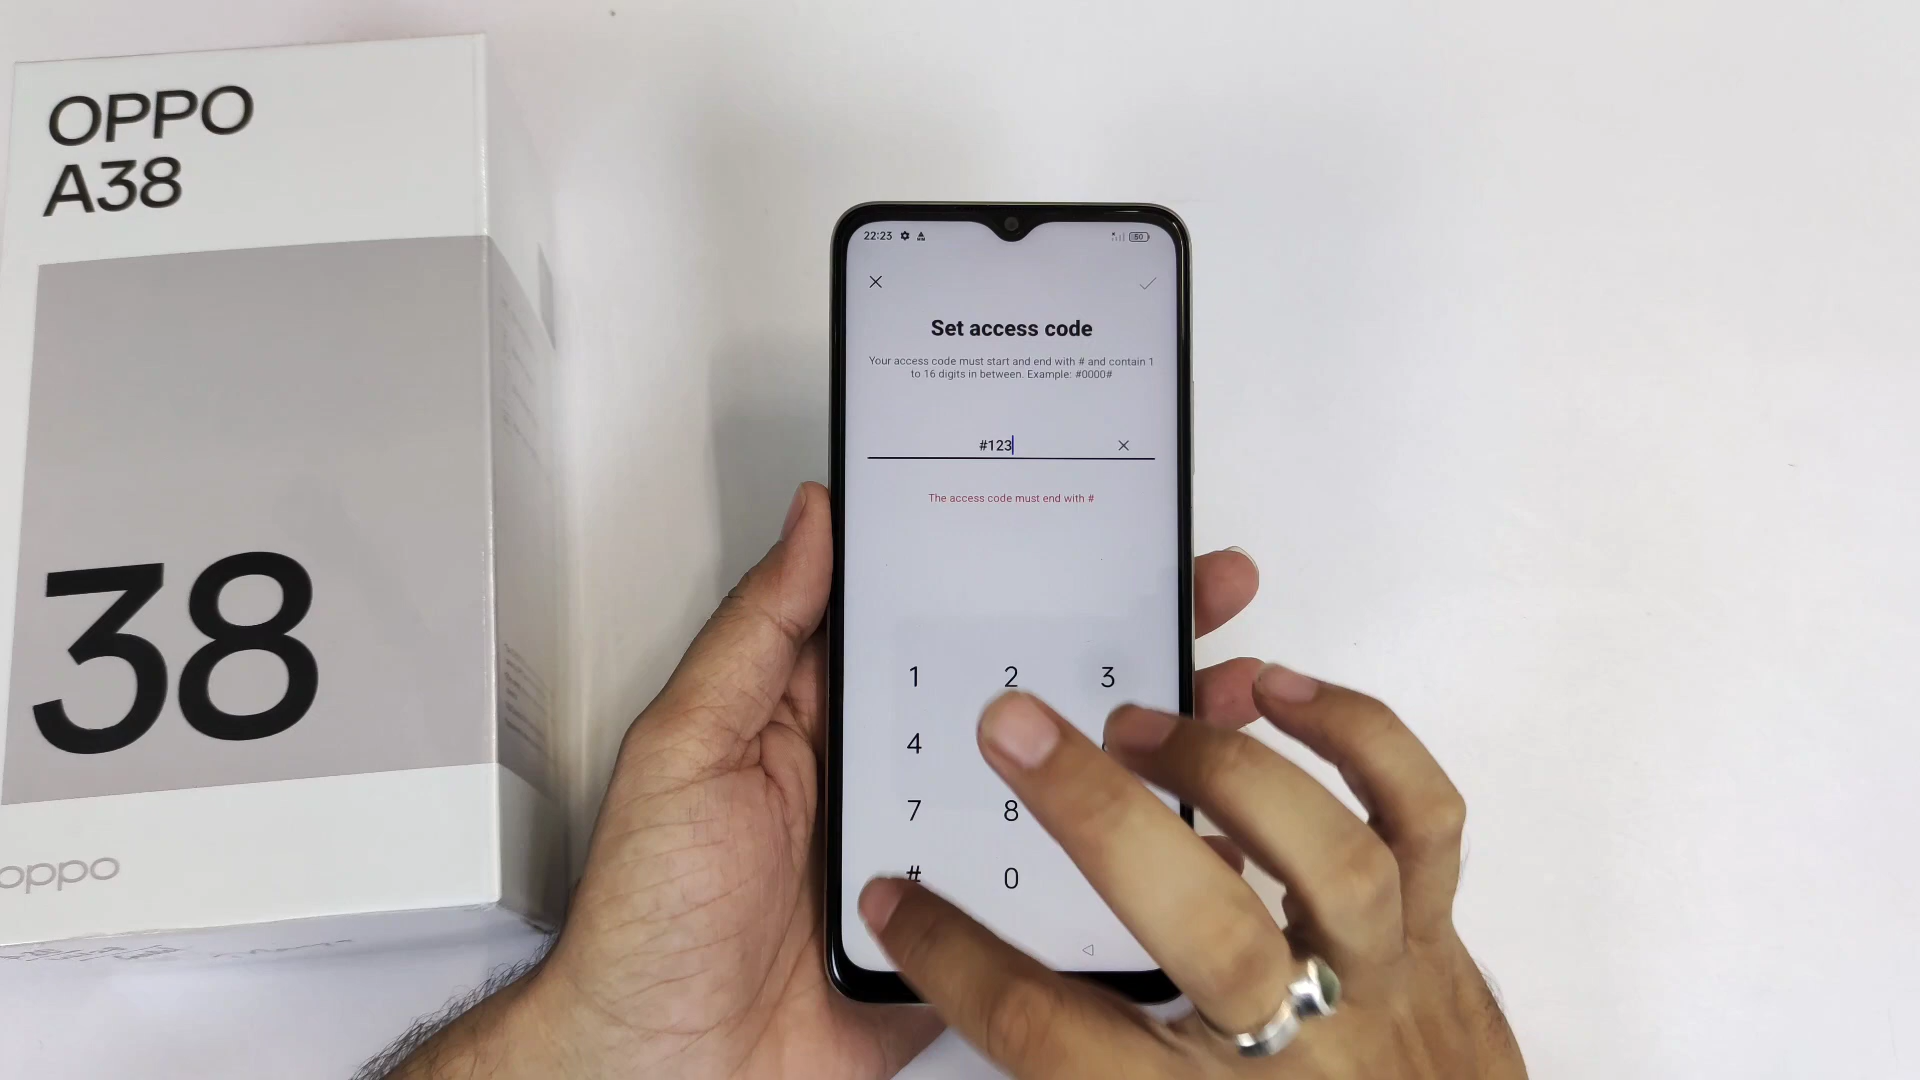 OPPO
A38
38
oppo
22:23
50
Set access code
Your access code must start and end with # and contain 1
to 16 digits in between. Example: #0000#
#123
The access code must end with #
1 2 3
4
7 8
# 0